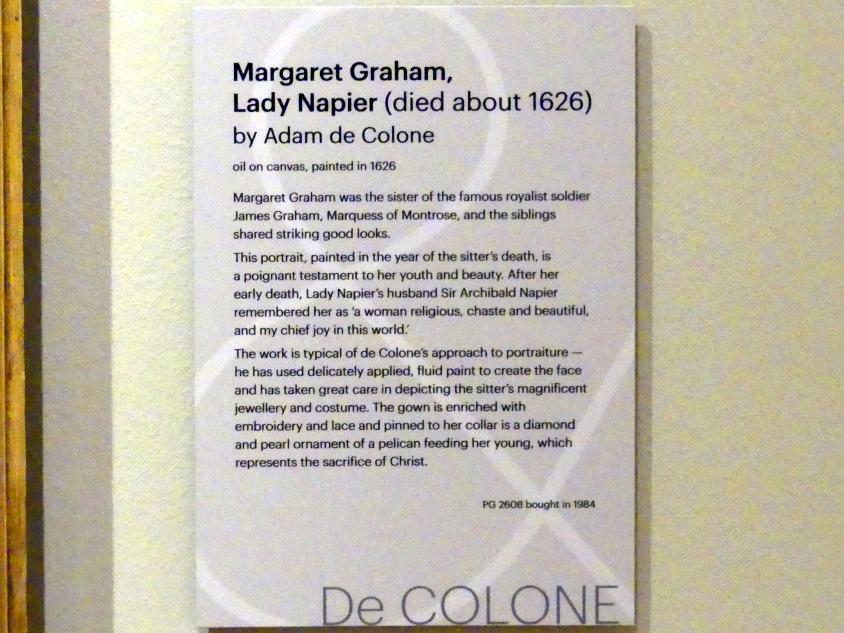 Margaret Graham,
Lady Napier (died about 1626)
by Adam de Colone
oil on canvas, painted in 1626
Margaret Graham was the sister of the famous royalist soldier
James Graham, Marquess of Montrose, and the siblings
shared striking good looks.
This portrait, painted in the year of the sitter's death, is
a poignant testament to her youth and beauty. After her
early death, Lady Napier's husband Sir Archibald Napier
remembered her as 'a woman religious, chaste and beautiful,
and my chief joy in this world.'
The work is typical of de Colone's approach to portraiture —
he has used delicately applied, fluid paint to create the face
and has taken great care in depicting the sitter's magnificent
jewellery and costume. The gown is enriched with
embroidery and lace and pinned to her collar is a diamond
and pearl ornament of a pelican feeding her young, which
represents the sacrifice of Christ.
PG 2608 bought in 1984
De COLONE